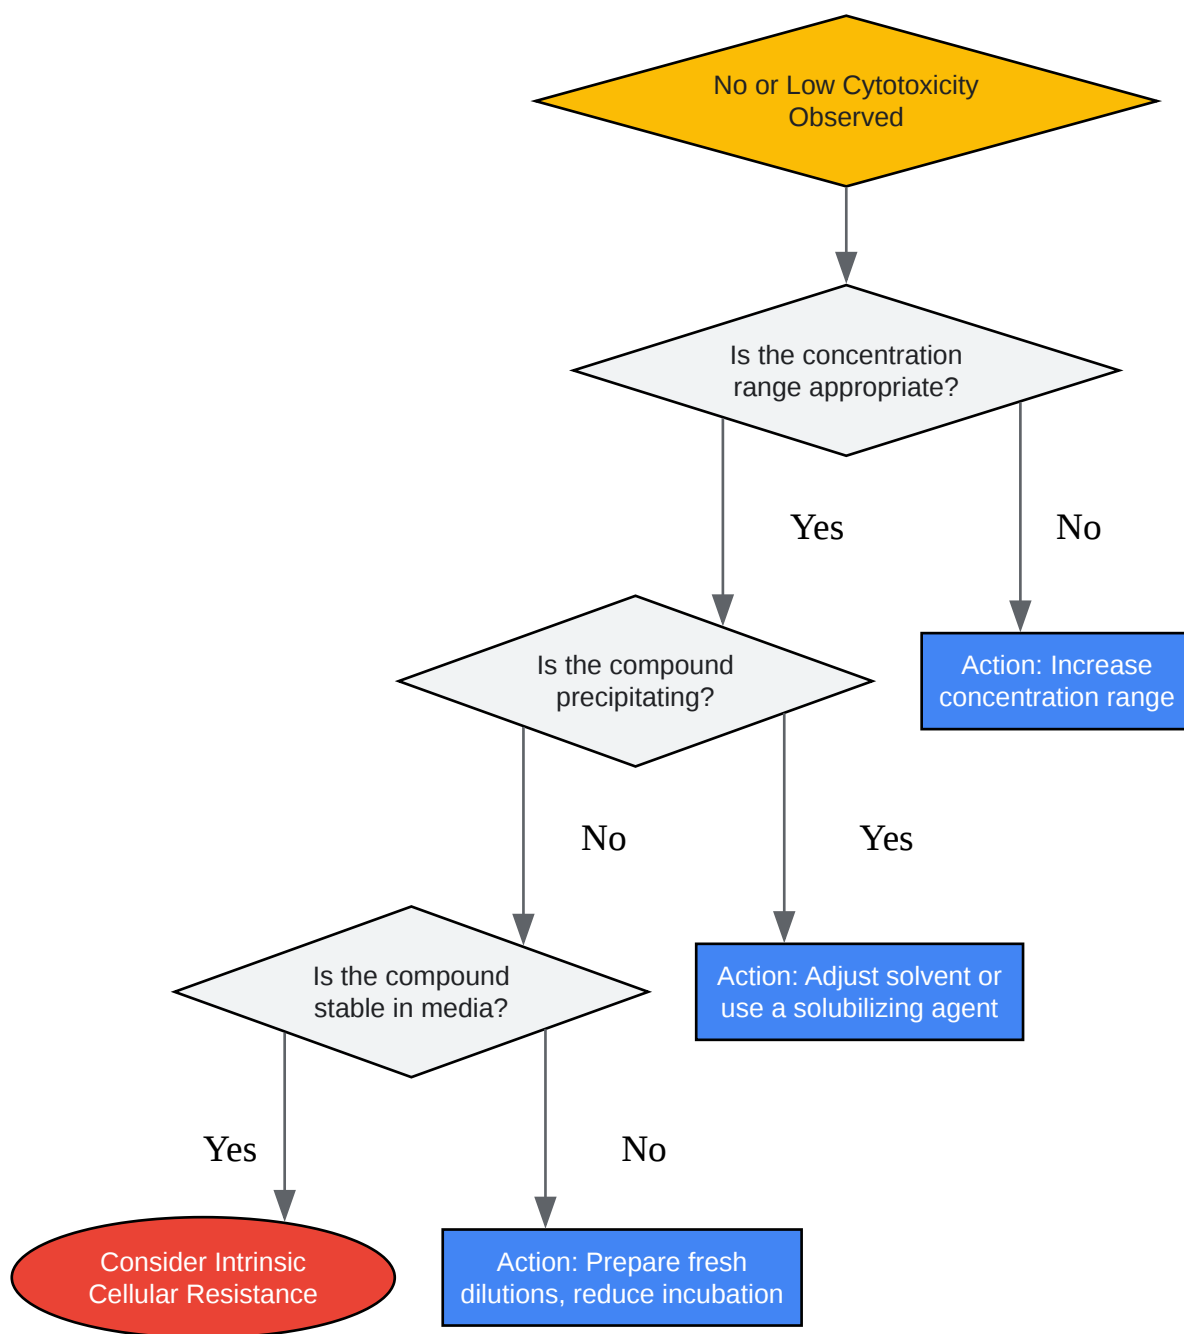 No or Low Cytotoxicity
Observed
Is the concentration
range appropriate?
Yes
No
Is the compound
precipitating?
Action: Increase
concentration range
No
Yes
Is the compound
stable in media?
Action: Adjust solvent or
use a solubilizing agent
Yes
No
Consider Intrinsic
Cellular Resistance
Action: Prepare fresh
dilutions, reduce incubation